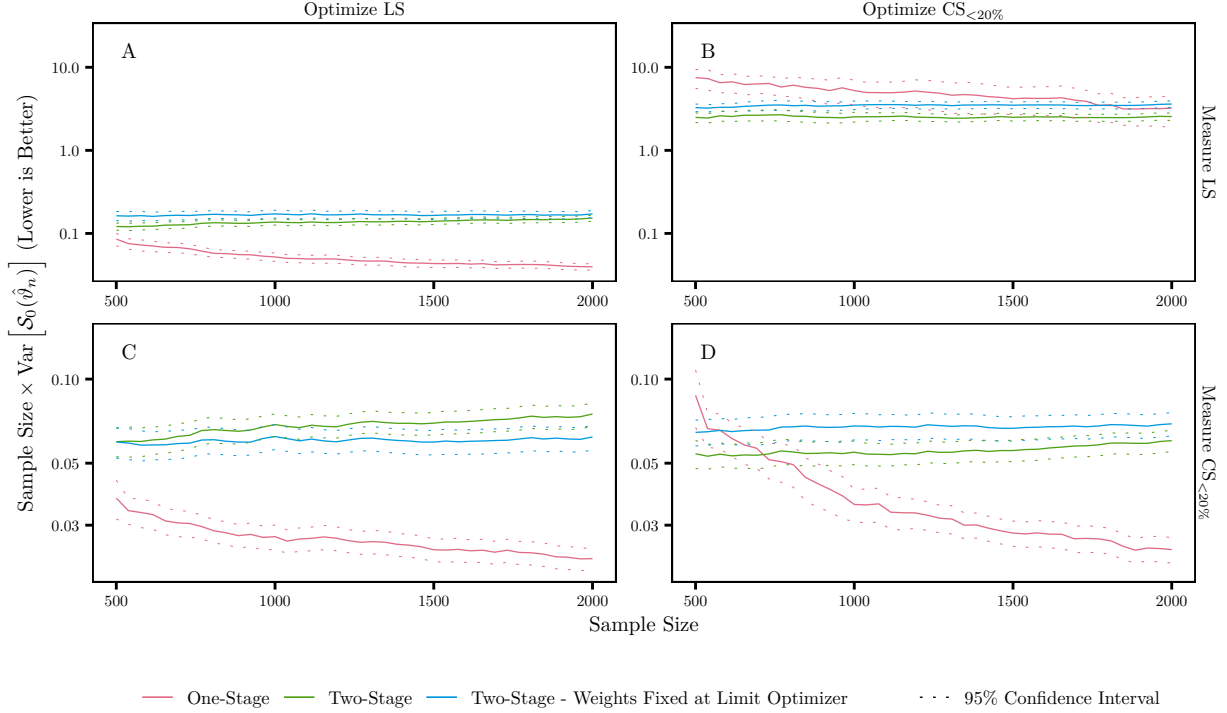 Optimize LS
Optimize CS<20%
A
B
10.0
1.0
0.1
10.0
1.0
0.1
Measure LS
500
1000
1500
2000
500
1000
1500
2000
Sample Size × Var [𝒮₀(ϑ̂ₙ)] (Lower is Better)
C
D
0.10
0.05
0.03
0.10
0.05
0.03
Measure CS<20%
500
1000
1500
2000
500
1000
1500
2000
Sample Size
One-Stage
Two-Stage
Two-Stage - Weights Fixed at Limit Optimizer
95% Confidence Interval